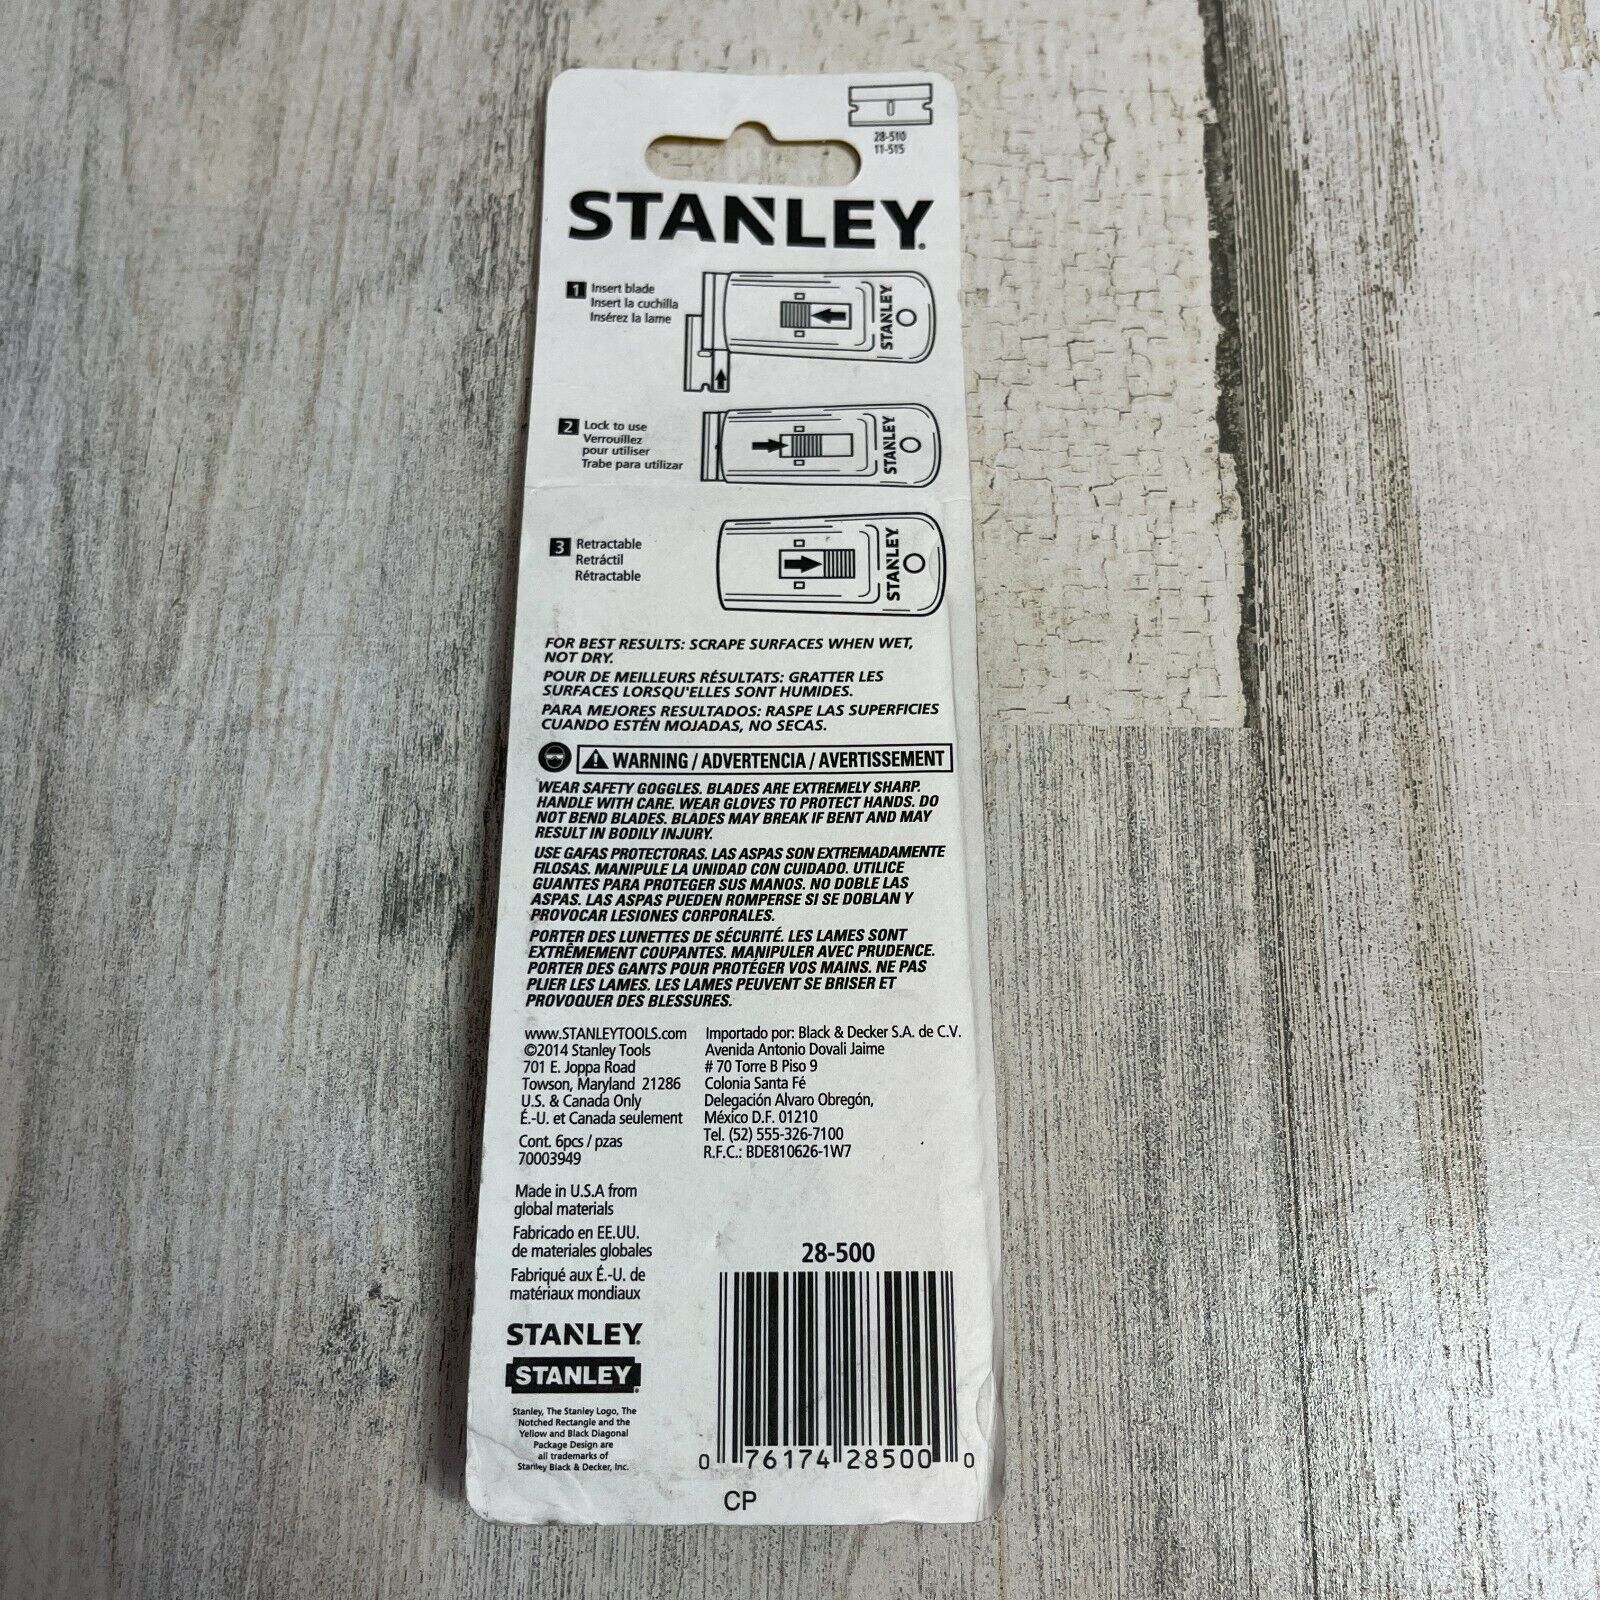 28-510
11-515
STANLEY®
1 Insert blade
Insert la cuchilla
Insérez la lame
STANLEY
2 Lock to use
Verrouillez
pour utiliser
Trabe para utilizar
STANLEY
3 Retractable
Retráctil
Rétractable
STANLEY
FOR BEST RESULTS: SCRAPE SURFACES WHEN WET,
NOT DRY.
POUR DE MEILLEURS RÉSULTATS: GRATTER LES
SURFACES LORSQU'ELLES SONT HUMIDES.
PARA MEJORES RESULTADOS: RASPE LAS SUPERFICIES
CUANDO ESTÉN MOJADAS, NO SECAS.
WARNING / ADVERTENCIA / AVERTISSEMENT
WEAR SAFETY GOGGLES. BLADES ARE EXTREMELY SHARP.
HANDLE WITH CARE. WEAR GLOVES TO PROTECT HANDS. DO
NOT BEND BLADES. BLADES MAY BREAK IF BENT AND MAY
RESULT IN BODILY INJURY.
USE GAFAS PROTECTORAS. LAS ASPAS SON EXTREMADAMENTE
FILOSAS. MANIPULE LA UNIDAD CON CUIDADO. UTILICE
GUANTES PARA PROTEGER SUS MANOS. NO DOBLE LAS
ASPAS. LAS ASPAS PUEDEN ROMPERSE SI SE DOBLAN Y
PROVOCAR LESIONES CORPORALES.
PORTER DES LUNETTES DE SÉCURITÉ. LES LAMES SONT
EXTRÊMEMENT COUPANTES. MANIPULER AVEC PRUDENCE.
PORTER DES GANTS POUR PROTÉGER VOS MAINS. NE PAS
PLIER LES LAMES. LES LAMES PEUVENT SE BRISER ET
PROVOQUER DES BLESSURES.
www.STANLEYTOOLS.com
©2014 Stanley Tools
701 E. Joppa Road
Towson, Maryland 21286
U.S. & Canada Only
É.-U. et Canada seulement
Cont. 6pcs / pzas
70003949
Importado por: Black & Decker S.A. de C.V.
Avenida Antonio Dovali Jaime
# 70 Torre B Piso 9
Colonia Santa Fé
Delegación Alvaro Obregón,
México D.F. 01210
Tel. (52) 555-326-7100
R.F.C.: BDE810626-1W7
Made in U.S.A from
global materials
Fabricado en EE.UU.
de materiales globales
Fabriqué aux É.-U. de
matériaux mondiaux
STANLEY.
STANLEY®
Stanley, The Stanley Logo, The
Notched Rectangle and the
Yellow and Black Diagonal
Package Design are
all trademarks of
Stanley Black & Decker, Inc.
28-500
0 76174 28500 0
CP